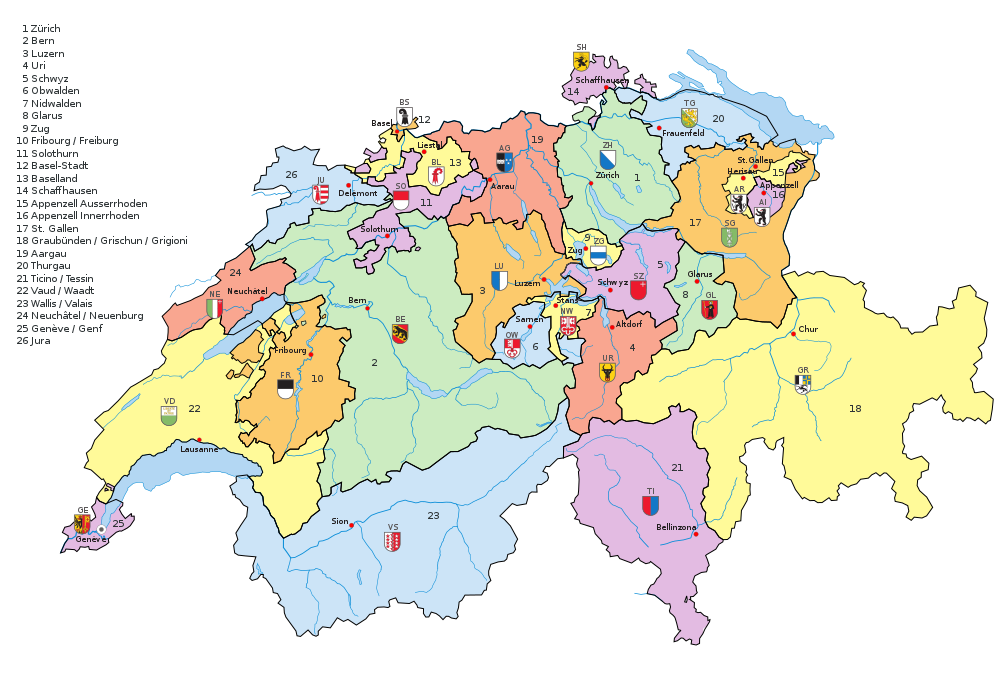 1 Zürich
2 Bern
3 Luzern
4 Uri
5 Schwyz
6 Obwalden
7 Nidwalden
8 Glarus
9 Zug
10 Fribourg / Freiburg
11 Solothurn
12 Basel-Stadt
13 Baselland
14 Schaffhausen
15 Appenzell Ausserrhoden
16 Appenzell Innerrhoden
17 St. Gallen
18 Graubünden / Grischun / Grigioni
19 Aargau
20 Thurgau
21 Ticino / Tessin
22 Vaud / Waadt
23 Wallis / Valais
24 Neuchâtel / Neuenburg
25 Genève / Genf
26 Jura
SH
Schaffhausen
14
BS
12
Basel
TG
20
Frauenfeld
19
Liestal
BL
13
AG
Aarau
ZH
Zürich
1
St.Gallen
Herisau
15
AR
Appenzell
16
AI
26
JU
Delemont
SO
11
Solothurn
17
SG
9
ZG
Zug
24
NE
Neuchâtel
LU
Luzern
3
SZ
5
Schwyz
Glarus
8
GL
Bern
BE
2
Stans
NW
7
Sarnen
OW
6
Altdorf
4
UR
Chur
GR
18
Fribourg
FR
10
VD
22
Lausanne
21
TI
Bellinzona
GE
25
Genève
Sion
VS
23